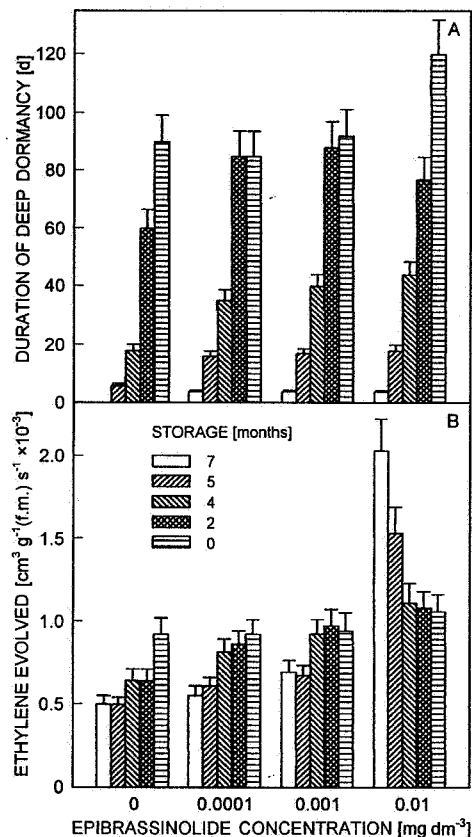 A
DURATION OF DEEP DORMANCY [d]
120
100
80
60
40
20
0
B
ETHYLENE EVOLVED [cm³ g⁻¹(f.m.) s⁻¹ ×10⁻³]
2.0
1.5
1.0
0.5
0
STORAGE [months]
7
5
4
2
0
0 0.0001 0.001 0.01
EPIBRASSINOLIDE CONCENTRATION [mg dm⁻³]